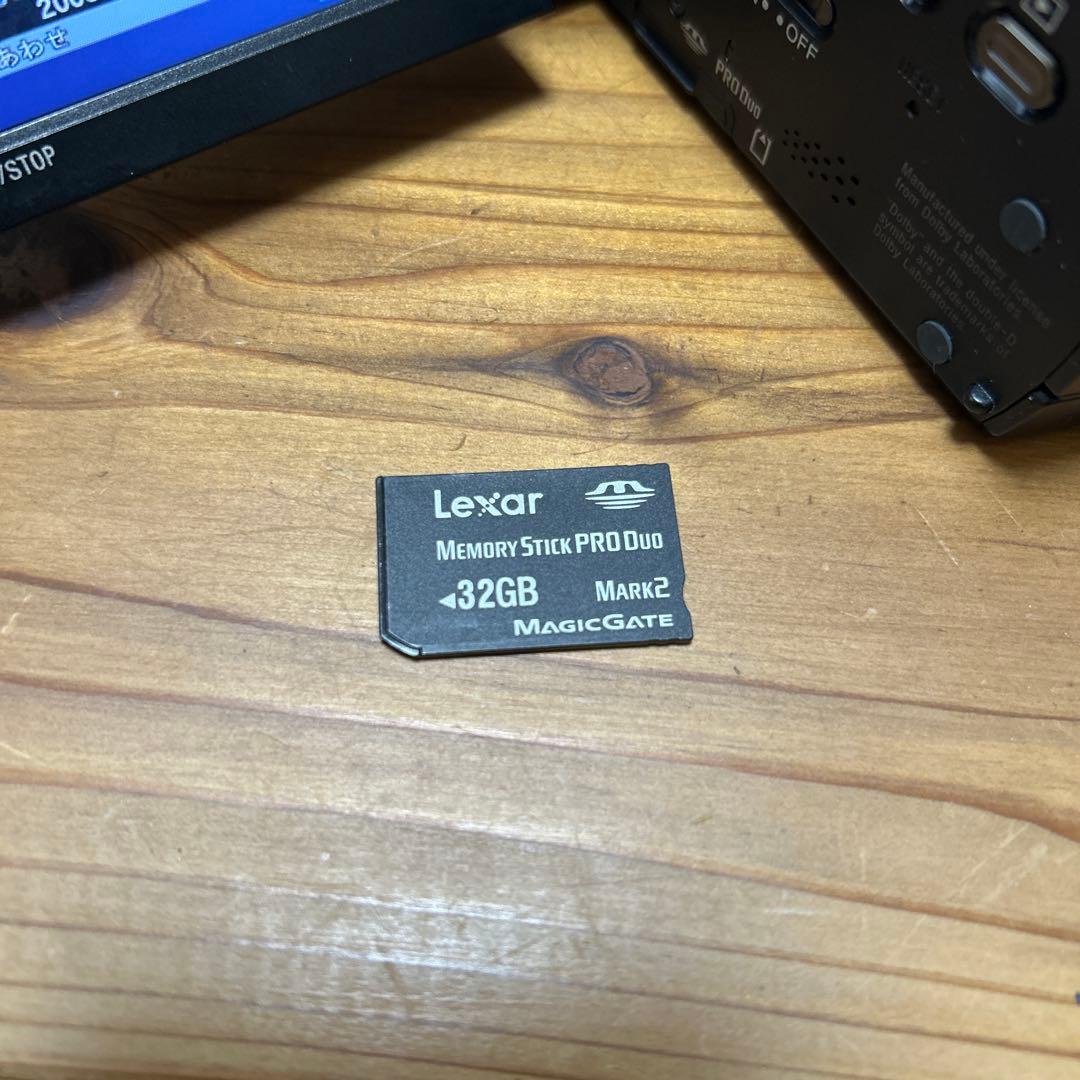 あわせ
/STOP
OFF
PRO Duo
Manufactured under license
from Dolby Laboratories.
"Dolby" and the double-D
symbol are trademarks of
Dolby Laboratories.
Lexar
MEMORY STICK PRO DUO
32GB MARK2
MAGICGATE